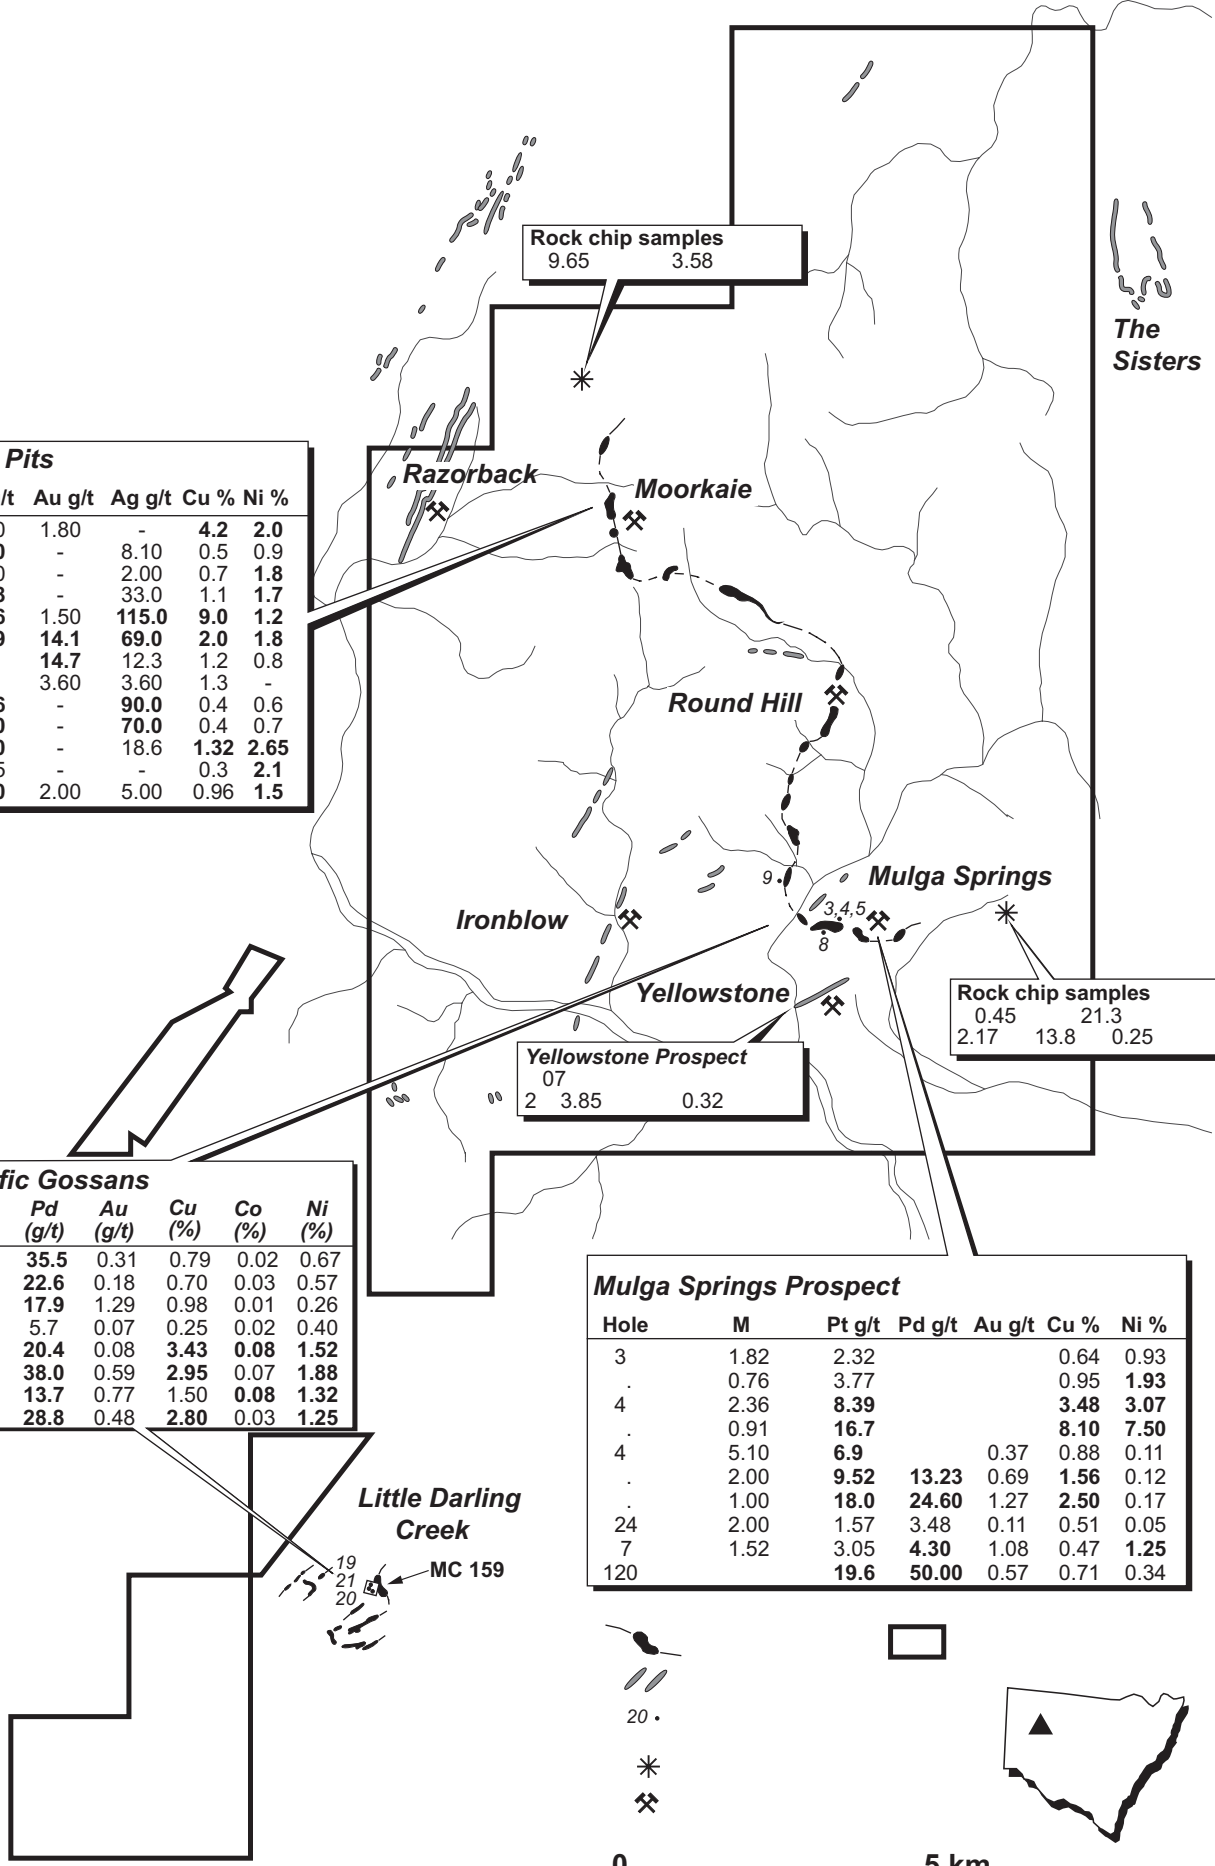 Rock chip samples
9.65 3.58
The
Sisters
Pits
/t Au g/t Ag g/t Cu % Ni %
0 1.80 - 4.2 2.0
0 - 8.10 0.5 0.9
0 - 2.00 0.7 1.8
3 - 33.0 1.1 1.7
6 1.50 115.0 9.0 1.2
9 14.1 69.0 2.0 1.8
14.7 12.3 1.2 0.8
3.60 3.60 1.3 -
6 - 90.0 0.4 0.6
0 - 70.0 0.4 0.7
0 - 18.6 1.32 2.65
5 - - 0.3 2.1
0 2.00 5.00 0.96 1.5
Razorback
Moorkaie
Round Hill
Mulga Springs
9
3,4,5
8
Ironblow
Yellowstone
Rock chip samples
0.45 21.3
2.17 13.8 0.25
Yellowstone Prospect
07
2 3.85 0.32
fic Gossans
Pd Au Cu Co Ni
(g/t) (g/t) (%) (%) (%)
35.5 0.31 0.79 0.02 0.67
22.6 0.18 0.70 0.03 0.57
17.9 1.29 0.98 0.01 0.26
5.7 0.07 0.25 0.02 0.40
20.4 0.08 3.43 0.08 1.52
38.0 0.59 2.95 0.07 1.88
13.7 0.77 1.50 0.08 1.32
28.8 0.48 2.80 0.03 1.25
Mulga Springs Prospect
Hole M Pt g/t Pd g/t Au g/t Cu % Ni %
3 1.82 2.32 0.64 0.93
. 0.76 3.77 0.95 1.93
4 2.36 8.39 3.48 3.07
. 0.91 16.7 8.10 7.50
4 5.10 6.9 0.37 0.88 0.11
. 2.00 9.52 13.23 0.69 1.56 0.12
. 1.00 18.0 24.60 1.27 2.50 0.17
24 2.00 1.57 3.48 0.11 0.51 0.05
7 1.52 3.05 4.30 1.08 0.47 1.25
120 19.6 50.00 0.57 0.71 0.34
Little Darling
Creek
19
21
20
MC 159
20
0 5 km